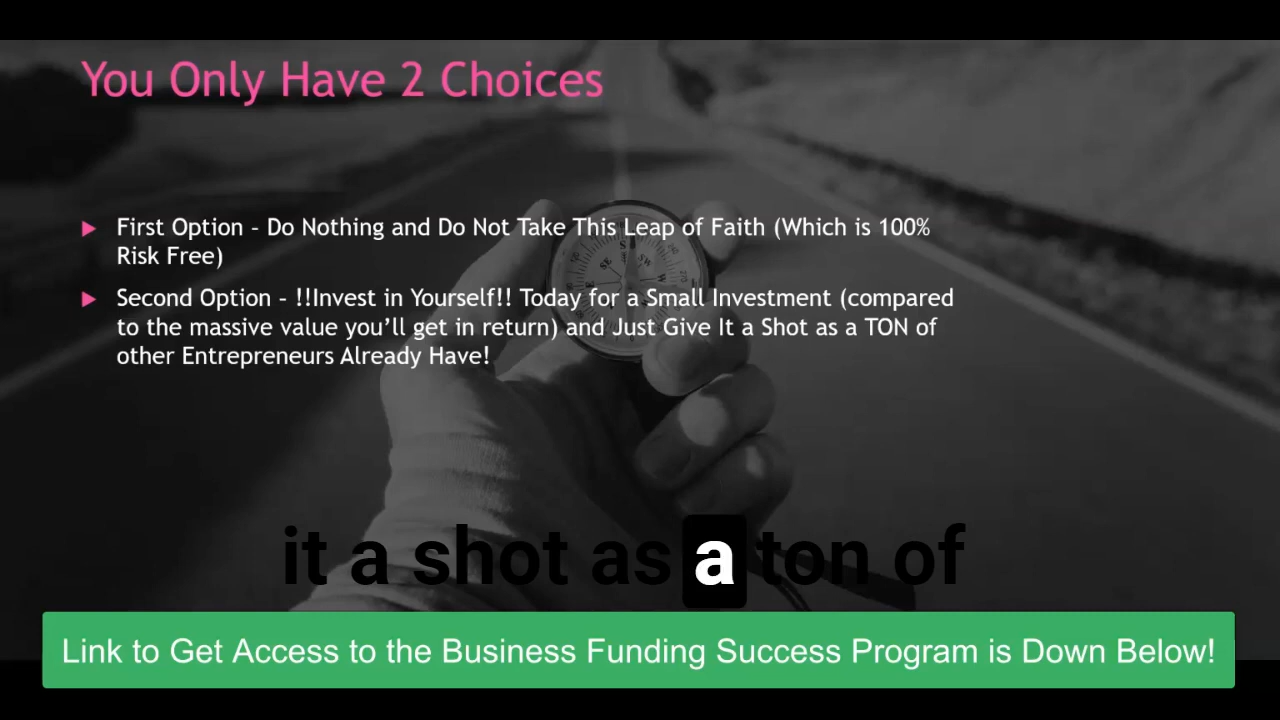 You Only Have 2 Choices
First Option – Do Nothing and Do Not Take This Leap of Faith (Which is 100%
Risk Free)
Second Option – !!Invest in Yourself!! Today for a Small Investment (compared
to the massive value you’ll get in return) and Just Give It a Shot as a TON of
other Entrepreneurs Already Have!
it a shot as a ton of
Link to Get Access to the Business Funding Success Program is Down Below!